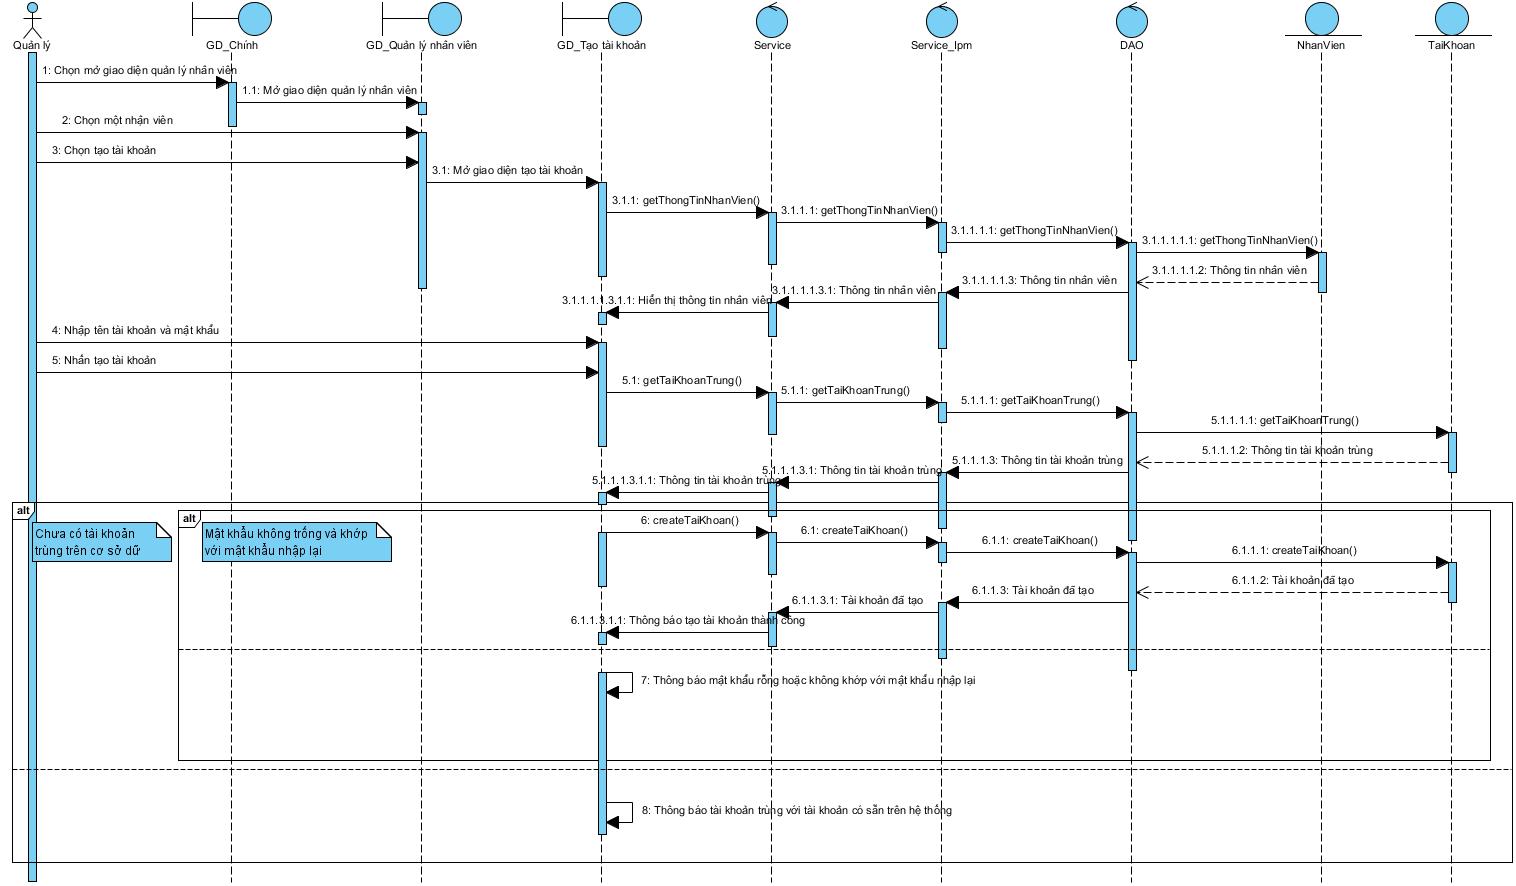 Quản lý
GD_Chính
GD_Quản lý nhân viên
GD_Tạo tài khoản
Service
Service_Ipm
DAO
NhanVien
TaiKhoan
1: Chọn mở giao diện quản lý nhân viên
1.1: Mở giao diện quản lý nhân viên
2: Chọn một nhận viên
3: Chọn tạo tài khoản
3.1: Mở giao diện tạo tài khoản
3.1.1: getThongTinNhanVien()
3.1.1.1: getThongTinNhanVien()
3.1.1.1.1: getThongTinNhanVien()
3.1.1.1.1.1: getThongTinNhanVien()
3.1.1.1.1.2: Thông tin nhân viên
3.1.1.1.1.3: Thông tin nhân viên
3.1.1.1.1.3.1: Thông tin nhân viên
3.1.1.1.1.3.1.1: Hiển thị thông tin nhân viên
4: Nhập tên tài khoản và mật khẩu
5: Nhấn tạo tài khoản
5.1: getTaiKhoanTrung()
5.1.1: getTaiKhoanTrung()
5.1.1.1: getTaiKhoanTrung()
5.1.1.1.1: getTaiKhoanTrung()
5.1.1.1.2: Thông tin tài khoản trùng
5.1.1.1.3: Thông tin tài khoản trùng
5.1.1.1.3.1: Thông tin tài khoản trùng
5.1.1.1.3.1.1: Thông tin tài khoản trùng
alt
Chưa có tài khoản
trùng trên cơ sở dữ
alt
Mật khẩu không trống và khớp
với mật khẩu nhập lại
6: createTaiKhoan()
6.1: createTaiKhoan()
6.1.1: createTaiKhoan()
6.1.1.1: createTaiKhoan()
6.1.1.2: Tài khoản đã tạo
6.1.1.3: Tài khoản đã tạo
6.1.1.3.1: Tài khoản đã tạo
6.1.1.3.1.1: Thông báo tạo tài khoản thành công
7: Thông báo mật khẩu rỗng hoặc không khớp với mật khẩu nhập lại
8: Thông báo tài khoản trùng với tài khoản có sẵn trên hệ thống